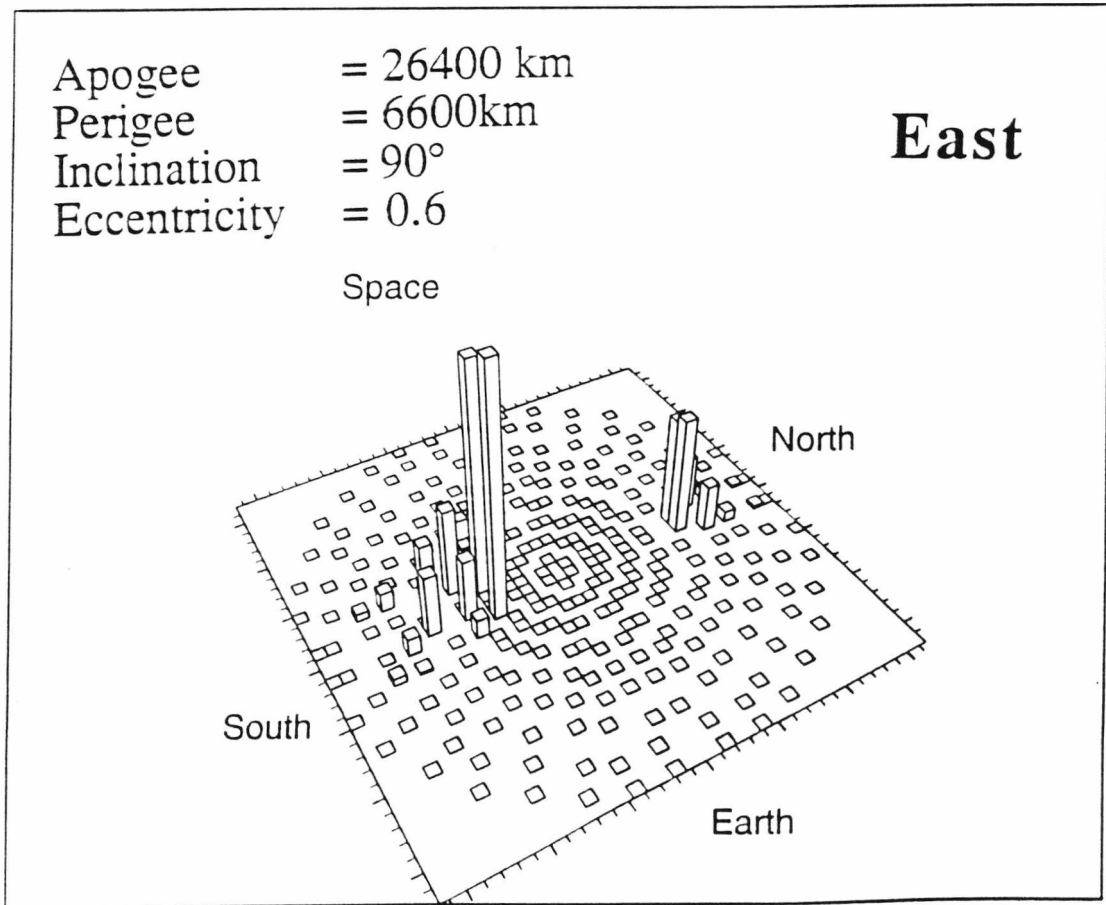 Apogee = 26400 km
Perigee = 6600km
Inclination = 90°
Eccentricity = 0.6
East
Space
North
South
Earth